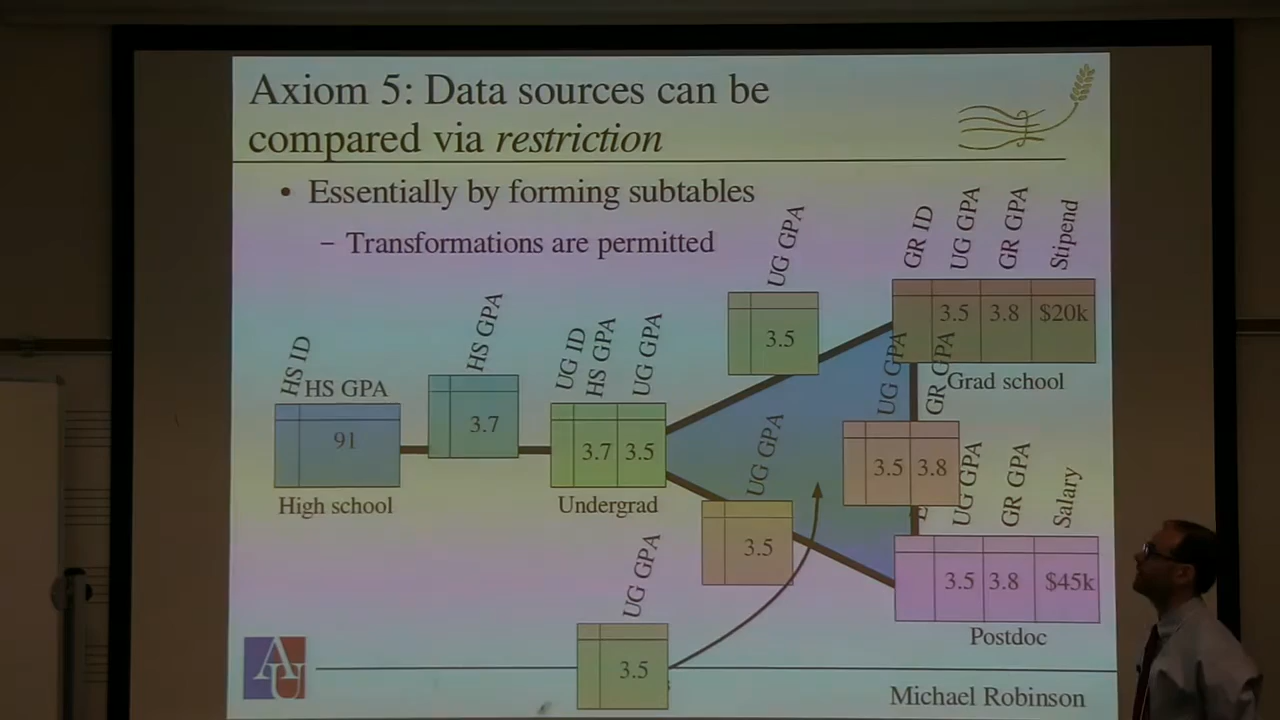 Axiom 5: Data sources can be
compared via restriction
• Essentially by forming subtables
– Transformations are permitted
HS ID
HS GPA
91
High school
HS GPA
3.7
UG ID
HS GPA
UG GPA
3.7 3.5
Undergrad
UG GPA
3.5
UG GPA
3.5
UG GPA
3.5
UG GPA
GR GPA
3.5 3.8
GR ID
UG GPA
GR GPA
Stipend
3.5 3.8 $20k
Grad school
UG GPA
GR GPA
Salary
3.5 3.8 $45k
Postdoc
AU
Michael Robinson